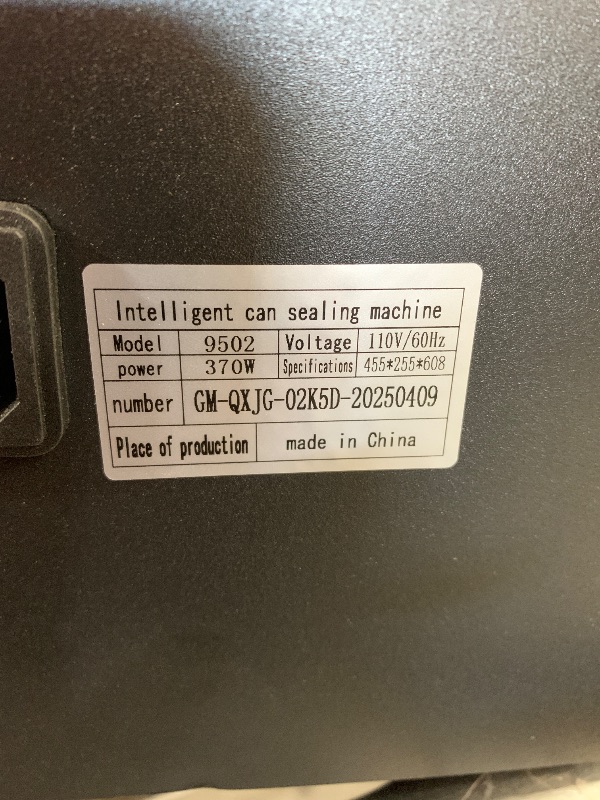 Intelligent can sealing machine
Model 9502 Voltage 110V/60Hz
power 370W Specifications 455*255*608
number GM-QXJG-02K5D-20250409
Place of production made in China